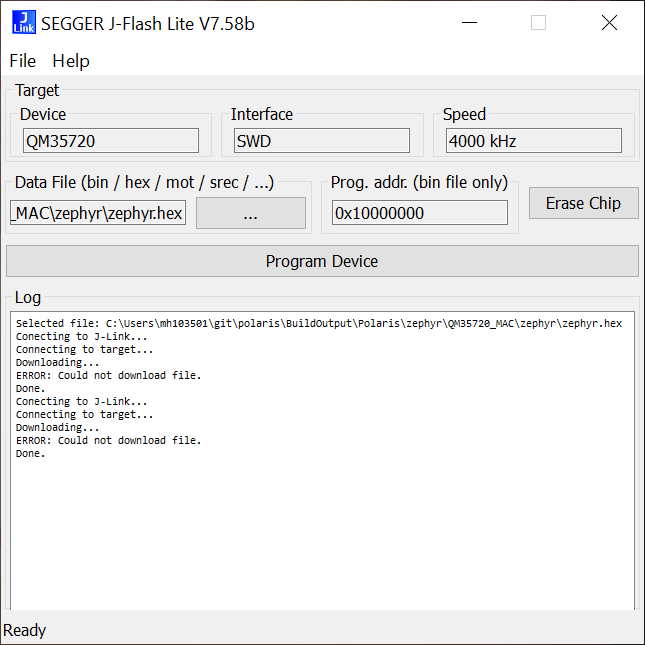 J
Link
SEGGER J-Flash Lite V7.58b
File Help
Target
Device
QM35720
Interface
SWD
Speed
4000 kHz
Data File (bin / hex / mot / srec / ...)
_MAC\zephyr\zephyr.hex
...
Prog. addr. (bin file only)
0x10000000
Erase Chip
Program Device
Log
Selected file: C:\Users\mh103501\git\polaris\BuildOutput\Polaris\zephyr\QM35720_MAC\zephyr\zephyr.hex
Conecting to J-Link...
Connecting to target...
Downloading...
ERROR: Could not download file.
Done.
Conecting to J-Link...
Connecting to target...
Downloading...
ERROR: Could not download file.
Done.
Ready